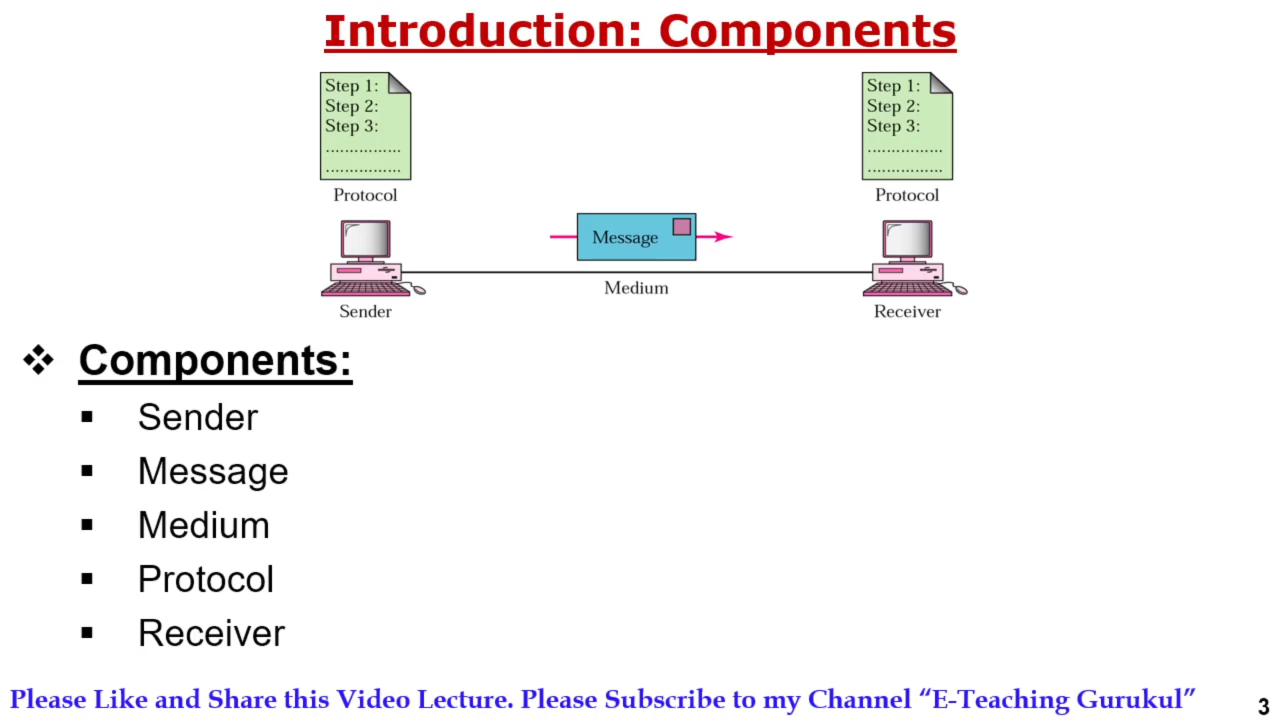 Introduction: Components
Step 1:
Step 2:
Step 3:
................
................
Protocol
Sender
Message
Medium
Step 1:
Step 2:
Step 3:
................
................
Protocol
Receiver
Components:
Sender
Message
Medium
Protocol
Receiver
Please Like and Share this Video Lecture. Please Subscribe to my Channel “E-Teaching Gurukul”
3